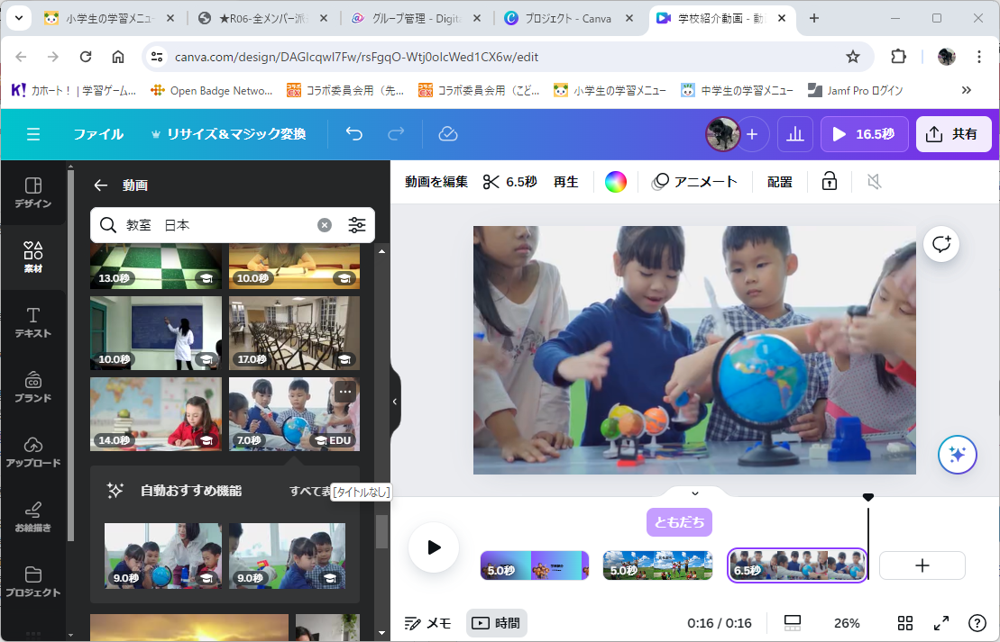 小学生の学習メニュー
★R06-全メンバー派
グループ管理 - Digit
プロジェクト - Canva
学校紹介動画 - 動
canva.com/design/DAGIcqwI7Fw/rsFgqO-Wtj0oIcWed1CX6w/edit
カホート！ | 学習ゲーム...
Open Badge Netwo...
コラボ委員会用（先...
コラボ委員会用（こど...
小学生の学習メニュー
中学生の学習メニュー
Jamf Pro ログイン
ファイル
リサイズ＆マジック変換
16.5秒
共有
デザイン
素材
テキスト
ブランド
アップロード
お絵描き
プロジェクト
動画
教室　日本
13.0秒
10.0秒
10.0秒
17.0秒
14.0秒
7.0秒
EDU
自動おすすめ機能
すべて表
[タイトルなし]
9.0秒
9.0秒
動画を編集
6.5秒
再生
アニメート
配置
ともだち
5.0秒
5.0秒
6.5秒
メモ
時間
0:16 / 0:16
26%